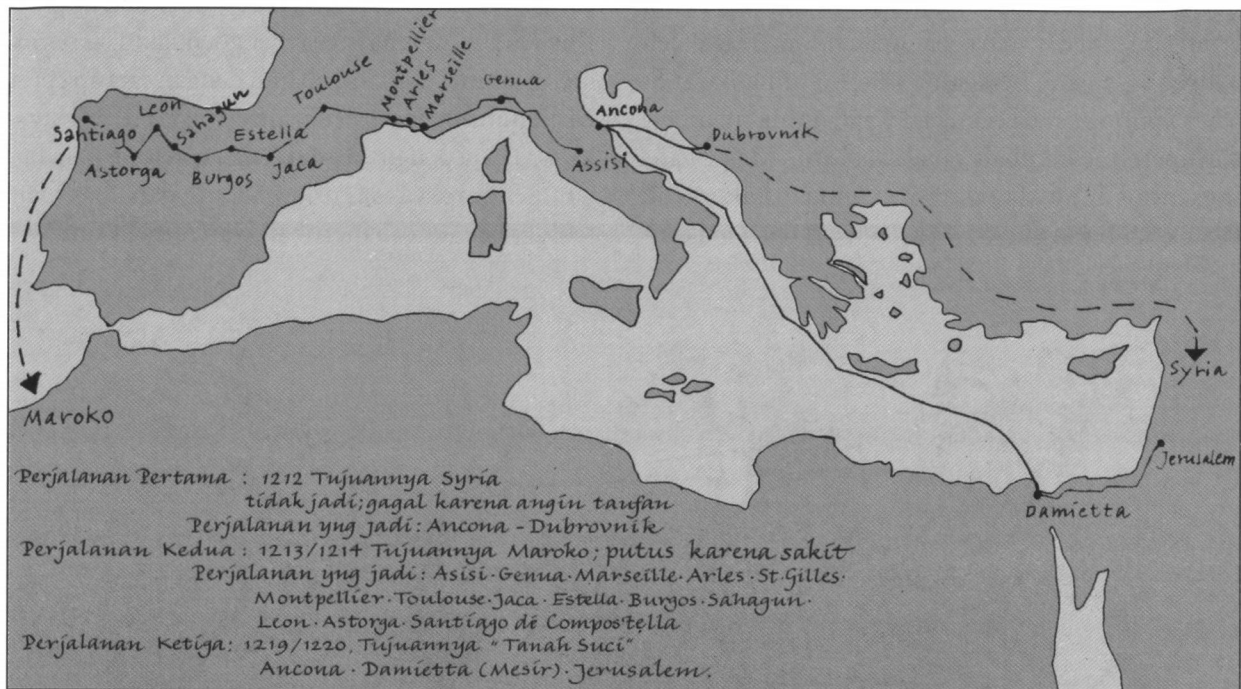 Montpellier
Arles
Marseille
Toulouse
Genua
Leon
Sahagun
Santiago
Estella
Astorga
Burgos
Jaca
Assisi
Ancona
Dubrovnik
Maroko
Syria
Jerusalem
Damietta
Perjalanan Pertama : 1212 Tujuannya Syria
tidak jadi; gagal karena angin taufan
Perjalanan yng jadi : Ancona - Dubrovnik
Perjalanan Kedua : 1213/1214 Tujuannya Maroko ; putus karena sakit
Perjalanan yng jadi : Asisi · Genua · Marseille · Arles · St. Gilles ·
Montpellier · Toulouse · Jaca · Estella · Burgos · Sahagun ·
Leon · Astorga · Santiago de Compostella
Perjalanan Ketiga : 1219/1220, Tujuannya "Tanah Suci"
Ancona · Damietta (Mesir) · Jerusalem.